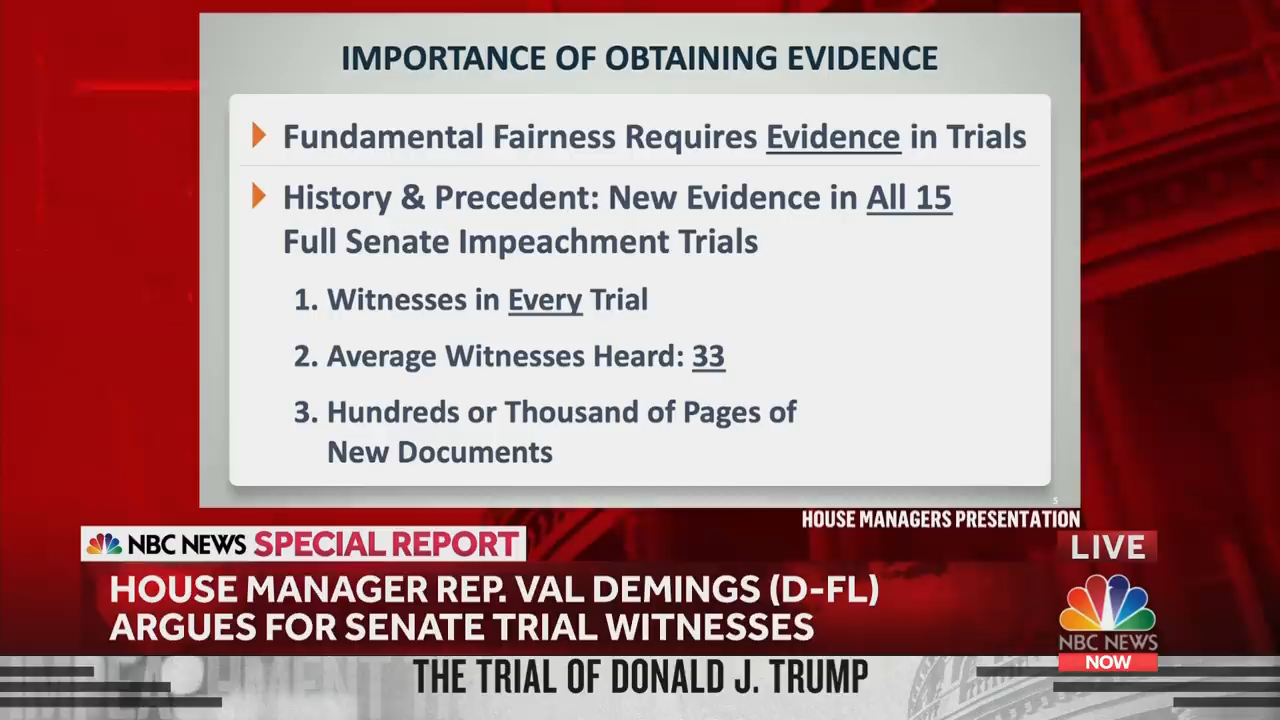 IMPORTANCE OF OBTAINING EVIDENCE
Fundamental Fairness Requires Evidence in Trials
History & Precedent: New Evidence in All 15
Full Senate Impeachment Trials
1. Witnesses in Every Trial
2. Average Witnesses Heard: 33
3. Hundreds or Thousand of Pages of
New Documents
5
HOUSE MANAGERS PRESENTATION
NBC NEWS SPECIAL REPORT
LIVE
HOUSE MANAGER REP. VAL DEMINGS (D-FL)
ARGUES FOR SENATE TRIAL WITNESSES
NBC NEWS
NOW
THE TRIAL OF DONALD J. TRUMP